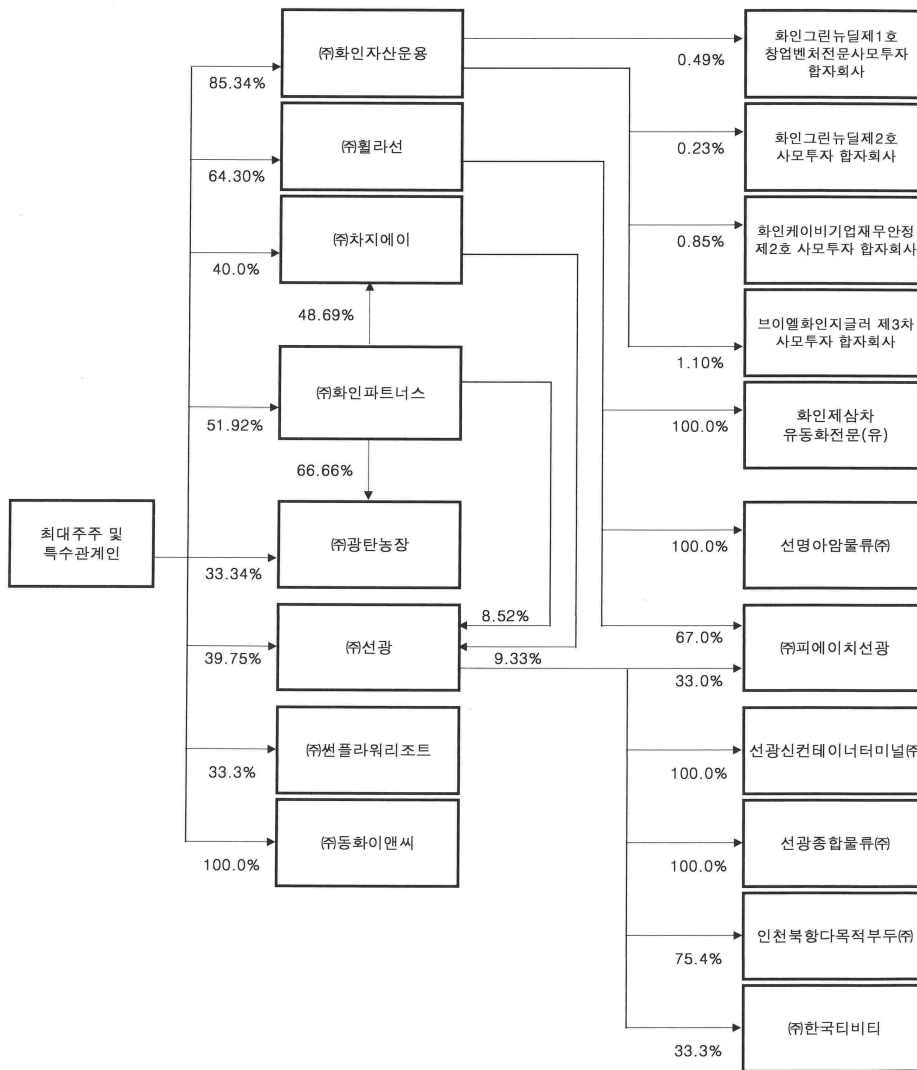 ㈜화인자산운용
85.34%
㈜휠라선
64.30%
㈜차지에이
40.0%
48.69%
㈜화인파트너스
51.92%
66.66%
최대주주 및
특수관계인
㈜광탄농장
33.34%
8.52%
㈜선광
39.75%
9.33%
㈜썬플라워리조트
33.3%
㈜동화이앤씨
100.0%
화인그린뉴딜제1호
창업벤처전문사모투자
합자회사
0.49%
화인그린뉴딜제2호
사모투자 합자회사
0.23%
화인케이비기업재무안정
제2호 사모투자 합자회사
0.85%
브이엘화인지글러 제3차
사모투자 합자회사
1.10%
화인제삼차
유동화전문(유)
100.0%
선명아암물류㈜
100.0%
㈜피에이치선광
67.0%
33.0%
선광신컨테이너터미널㈜
100.0%
선광종합물류㈜
100.0%
인천북항다목적부두㈜
75.4%
㈜한국티비티
33.3%